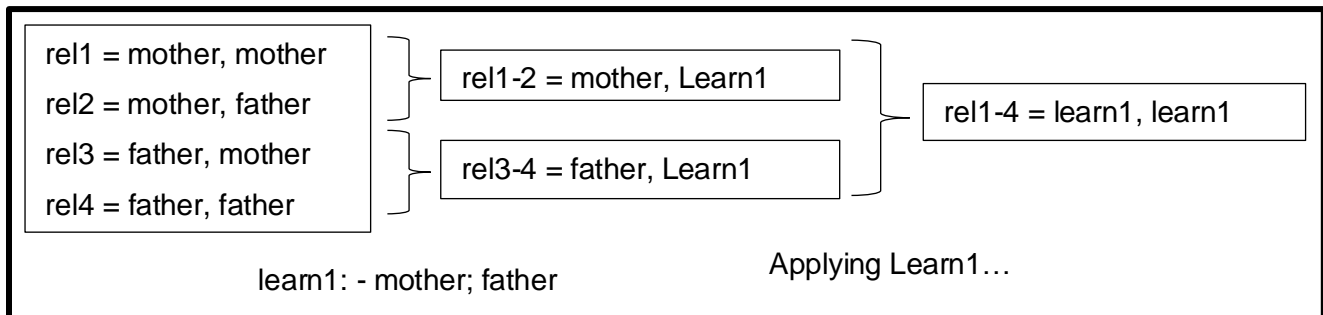 rel1 = mother, mother
rel2 = mother, father
rel3 = father, mother
rel4 = father, father
rel1-2 = mother, Learn1
rel3-4 = father, Learn1
rel1-4 = learn1, learn1
learn1: - mother; father
Applying Learn1…